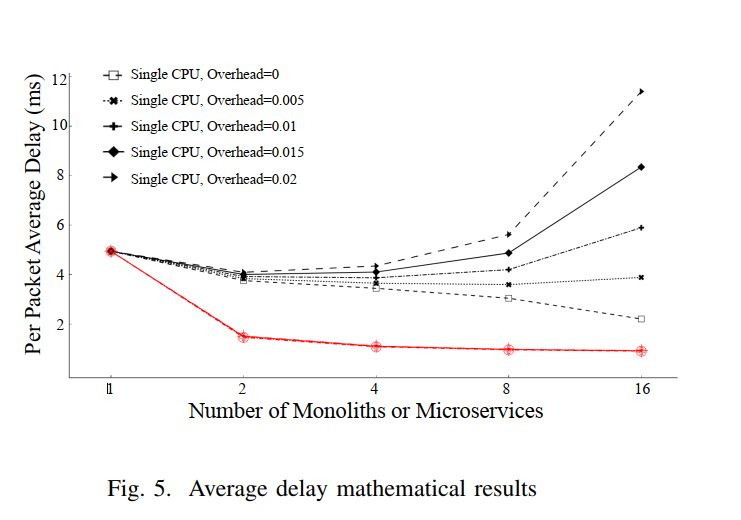 12
10
8
6
4
2
Per Packet Average Delay (ms)
Single CPU, Overhead=0
Single CPU, Overhead=0.005
Single CPU, Overhead=0.01
Single CPU, Overhead=0.015
Single CPU, Overhead=0.02
1 2 4 8 16
Number of Monoliths or Microservices
Fig. 5. Average delay mathematical results